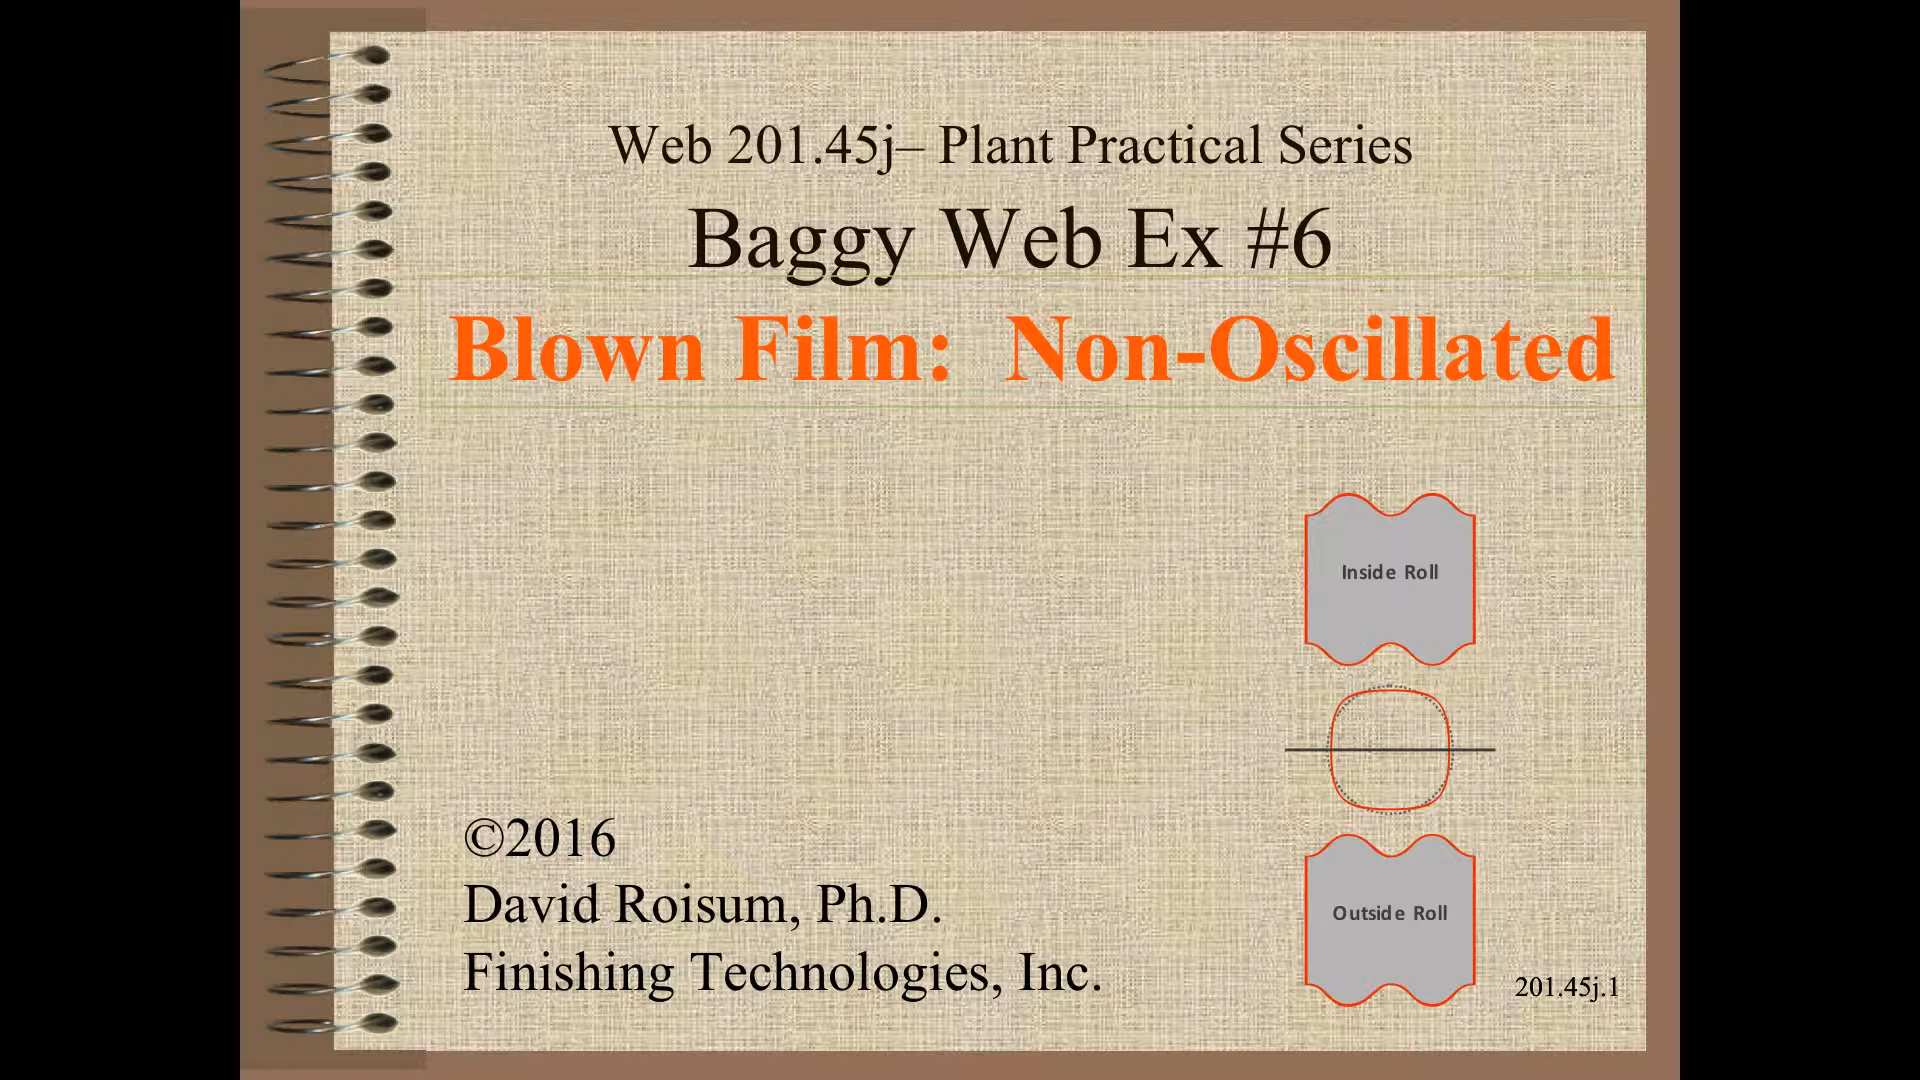 Web 201.45j– Plant Practical Series
Baggy Web Ex #6
Blown Film: Non-Oscillated
Inside Roll
Outside Roll
©2016
David Roisum, Ph.D.
Finishing Technologies, Inc.
201.45j.1